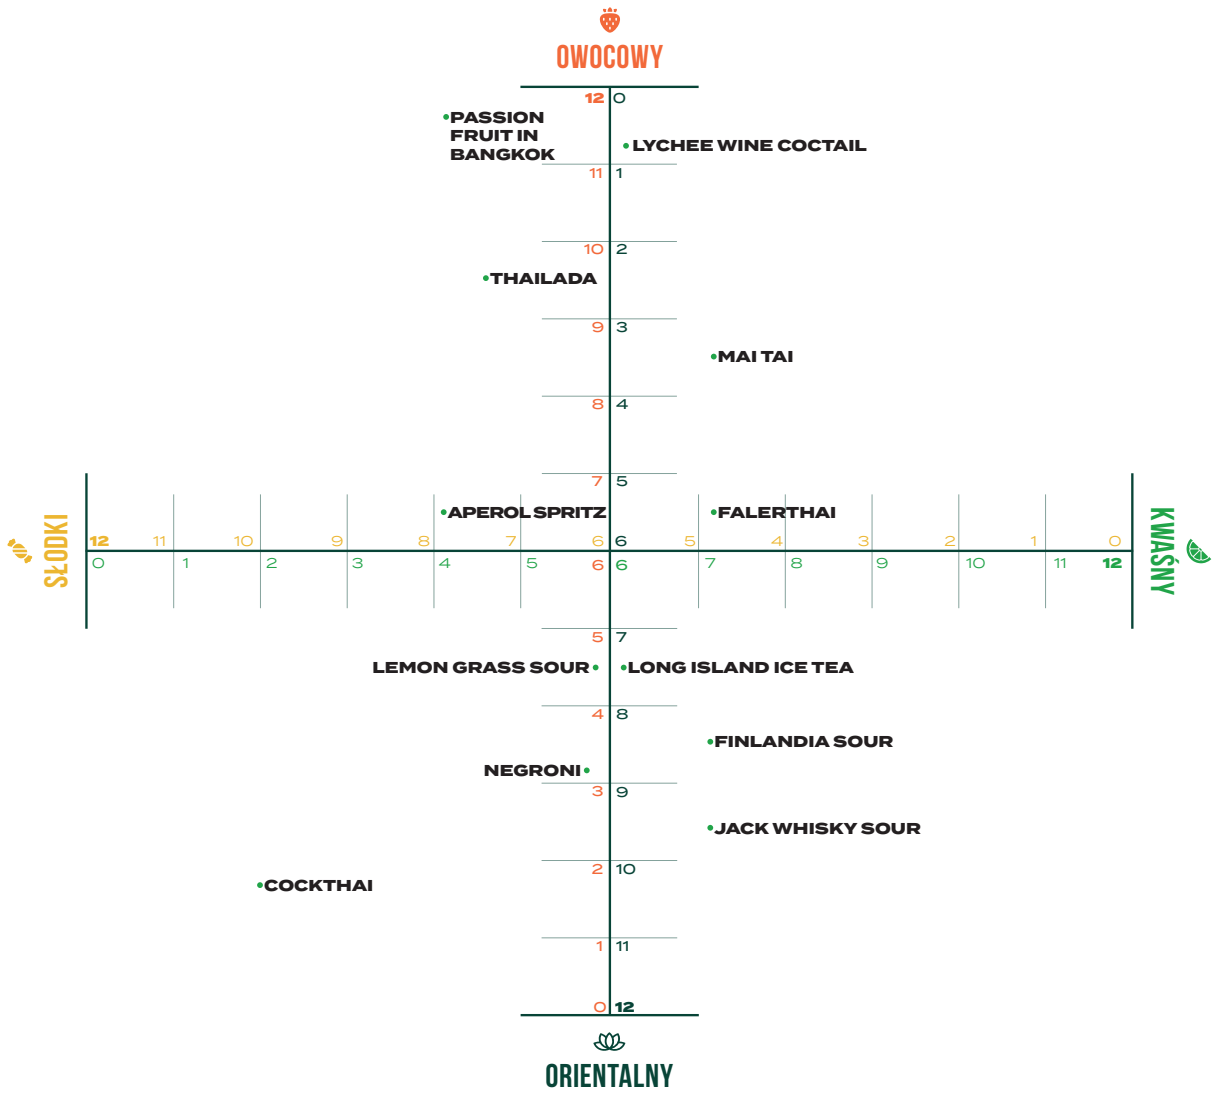 OWOCOWY
12 0
PASSION
FRUIT IN
BANGKOK
LYCHEE WINE COCTAIL
11 1
10 2
THAILADA
9 3
MAI TAI
8 4
7 5
APEROL SPRITZ
FALERTHAI
SŁODKI
KWAŚNY
12 11 10 9 8 7 6 6 5 4 3 2 1 0
0 1 2 3 4 5 6 6 7 8 9 10 11 12
5 7
LEMON GRASS SOUR
LONG ISLAND ICE TEA
4 8
FINLANDIA SOUR
NEGRONI
3 9
JACK WHISKY SOUR
2 10
COCKTHAI
1 11
0 12
ORIENTALNY